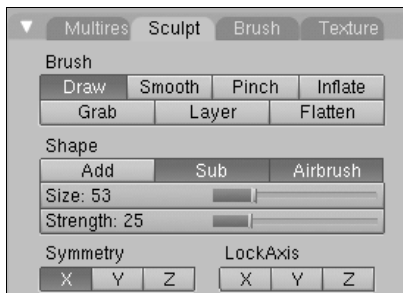 Multires Sculpt Brush Texture
Brush
Draw Smooth Pinch Inflate
Grab Layer Flatten
Shape
Add Sub Airbrush
Size: 53
Strength: 25
Symmetry LockAxis
X Y Z X Y Z